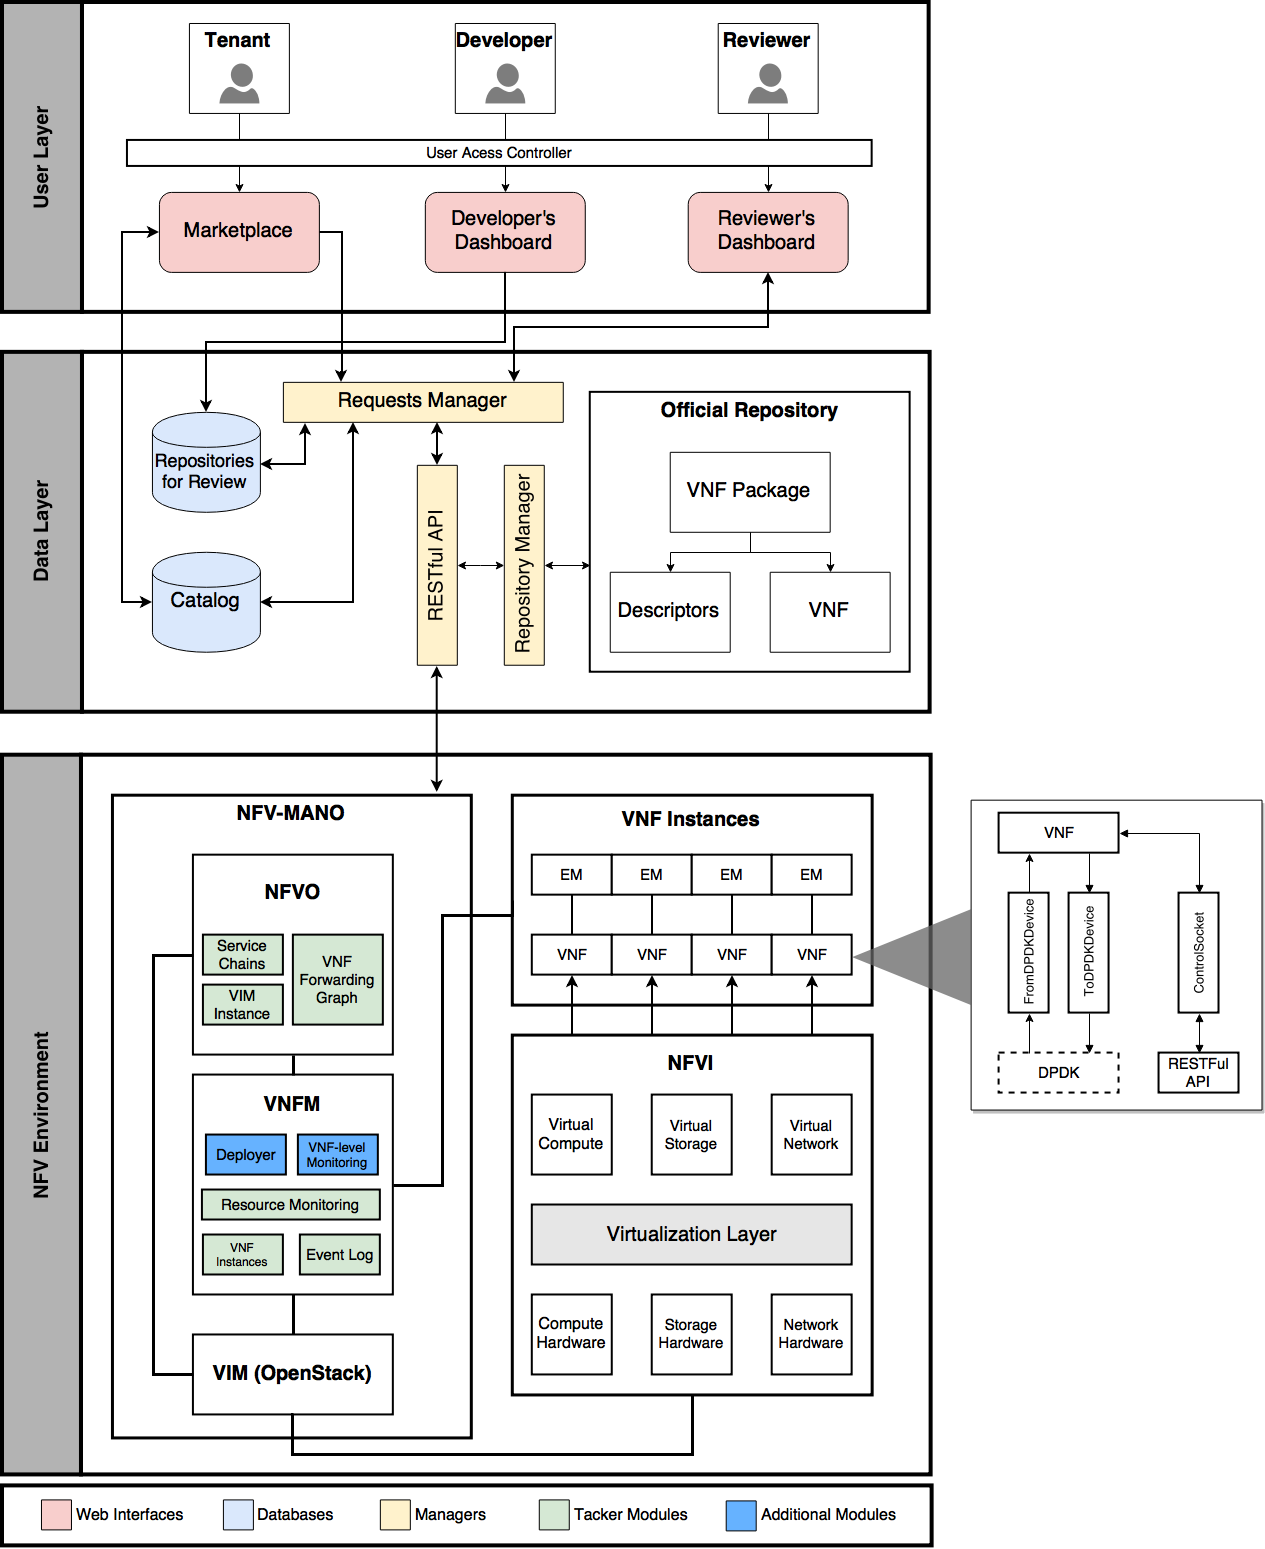 User Layer
Tenant
Developer
Reviewer
User Acess Controller
Marketplace
Developer's
Dashboard
Reviewer's
Dashboard
Data Layer
Requests Manager
Repositories
for Review
Catalog
RESTful API
Repository Manager
Official Repository
VNF Package
Descriptors
VNF
NFV Environment
NFV-MANO
NFVO
Service
Chains
VIM
Instance
VNF
Forwarding
Graph
VNFM
Deployer
VNF-level
Monitoring
Resource Monitoring
VNF
Instances
Event Log
VIM (OpenStack)
VNF Instances
EM
EM
EM
EM
VNF
VNF
VNF
VNF
NFVI
Virtual
Compute
Virtual
Storage
Virtual
Network
Virtualization Layer
Compute
Hardware
Storage
Hardware
Network
Hardware
VNF
FromDPDKDevice
ToDPDKDevice
ControlSocket
DPDK
RESTFul
API
Web Interfaces
Databases
Managers
Tacker Modules
Additional Modules